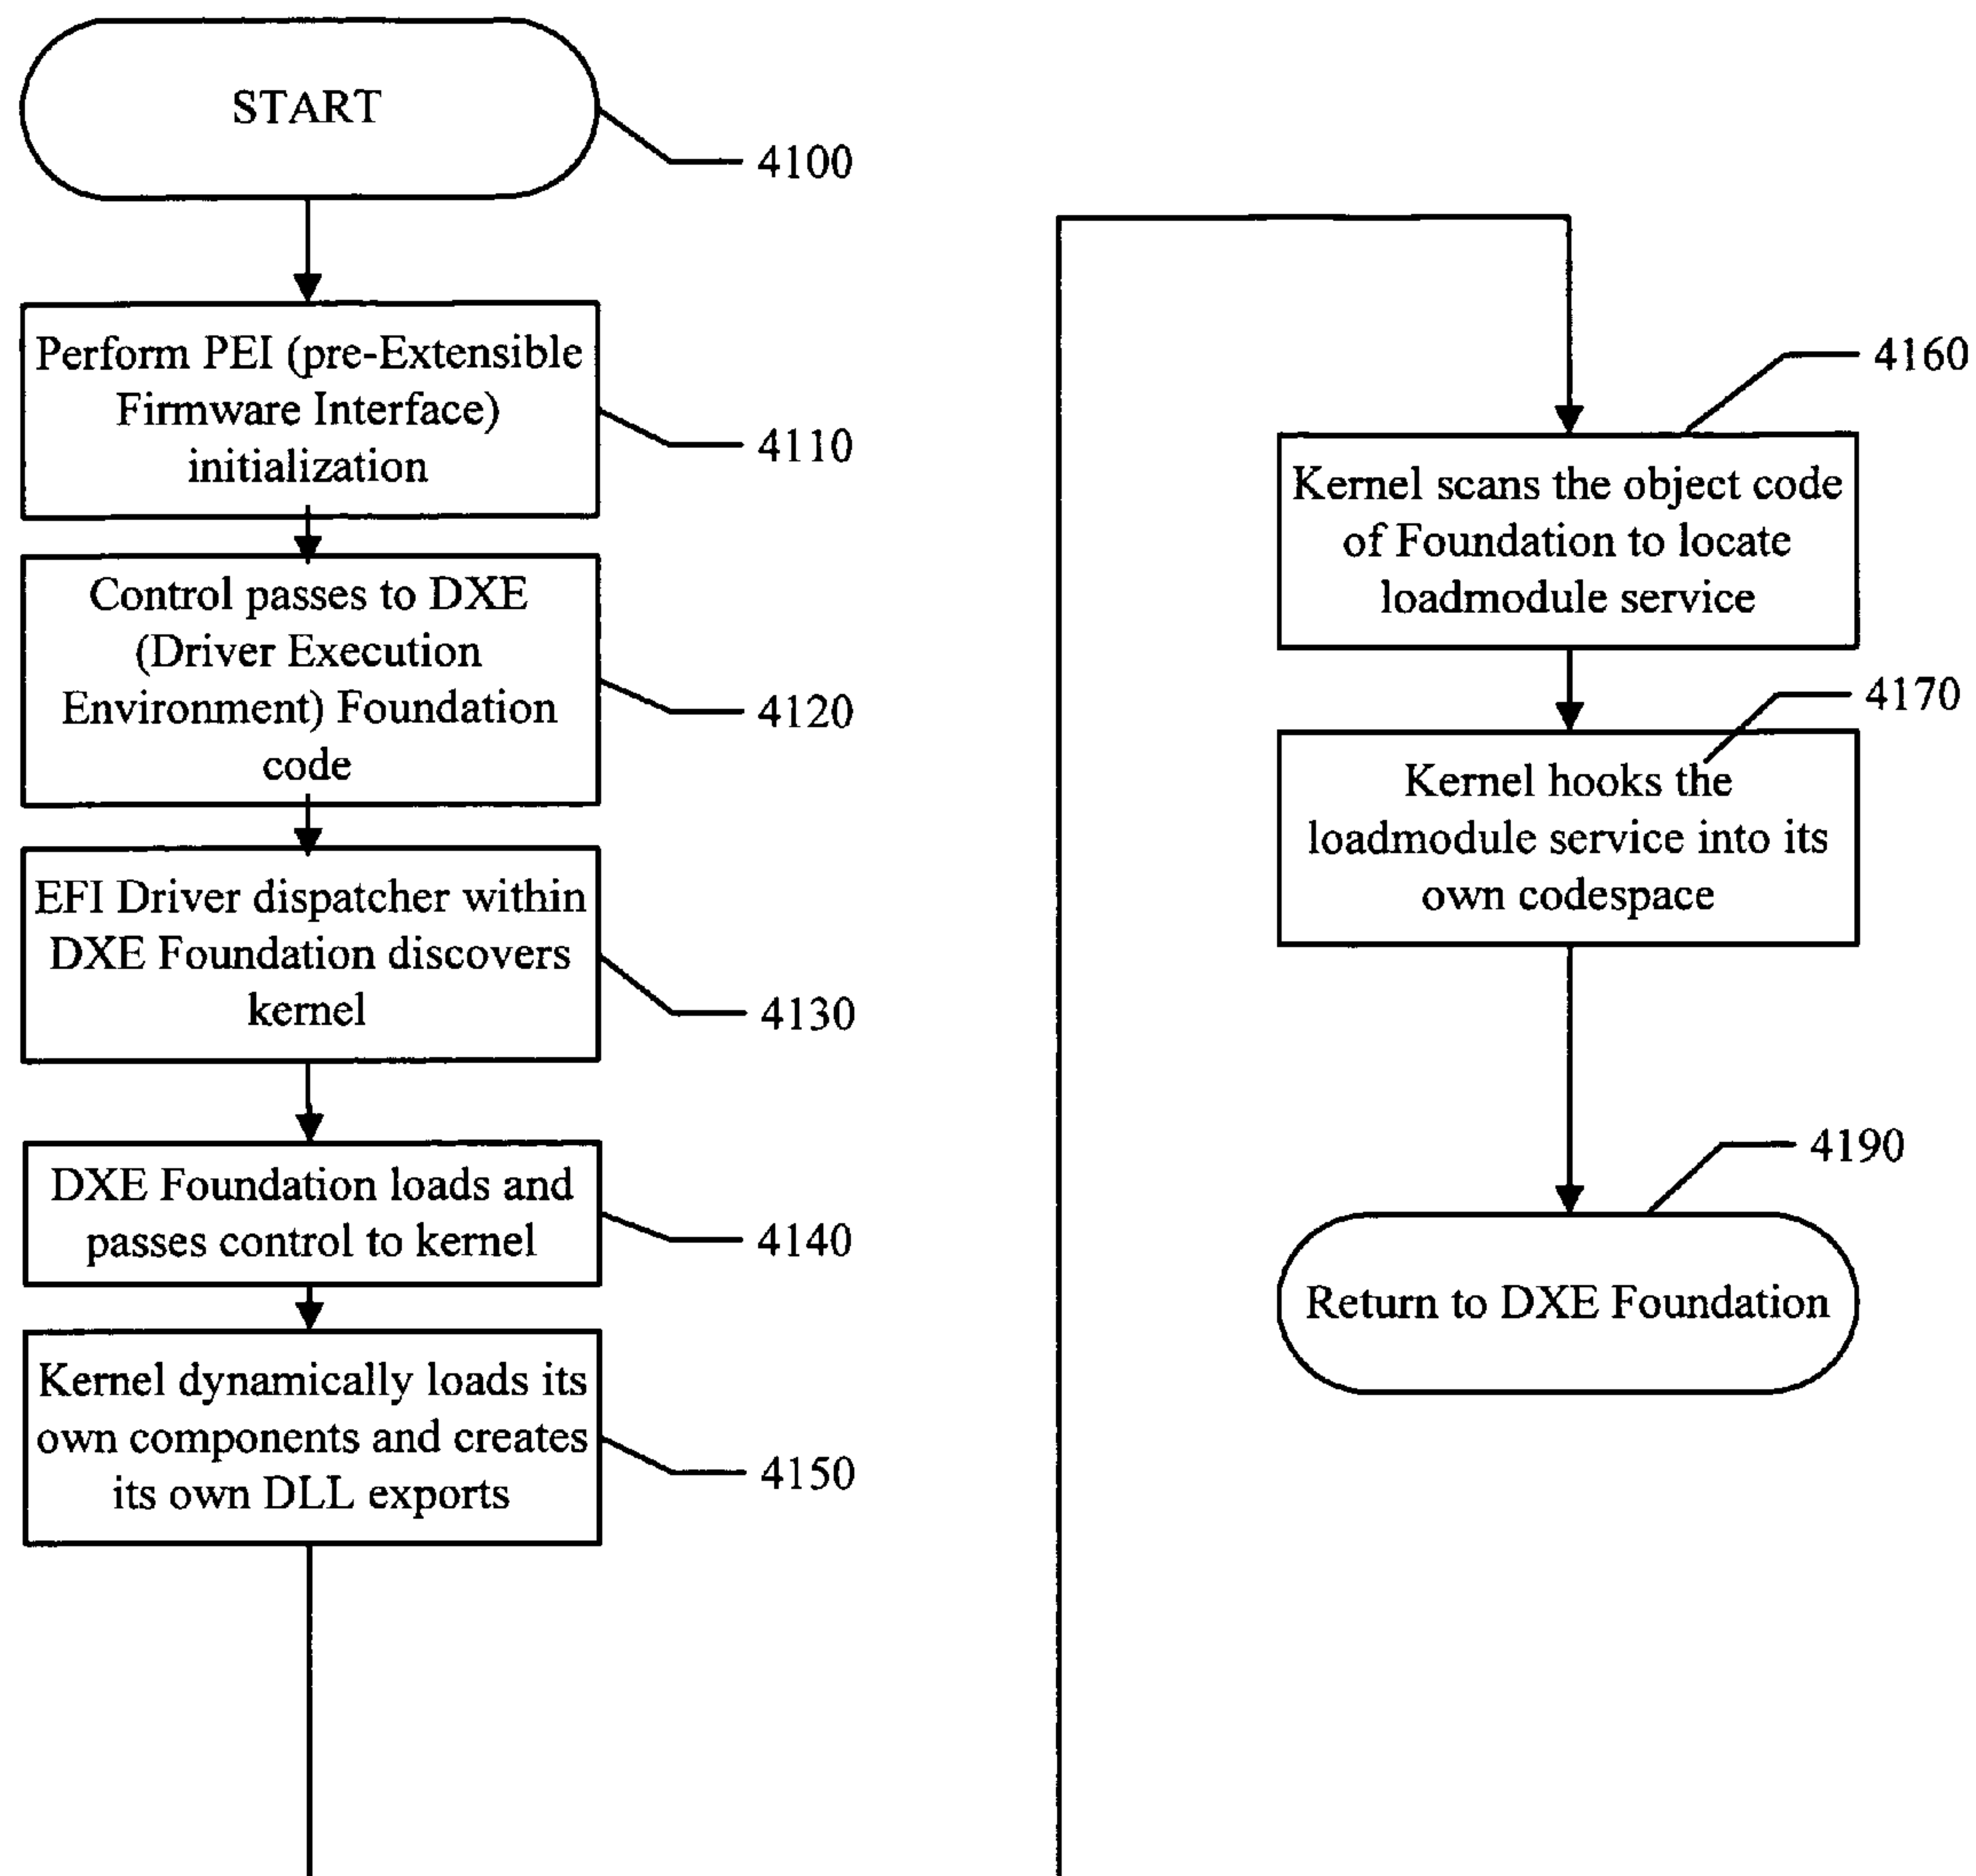 START
4100
Perform PEI (pre-Extensible
Firmware Interface)
initialization
4110
Control passes to DXE
(Driver Execution
Environment) Foundation
code
4120
EFI Driver dispatcher within
DXE Foundation discovers
kernel
4130
DXE Foundation loads and
passes control to kernel
4140
Kernel dynamically loads its
own components and creates
its own DLL exports
4150
4160
Kernel scans the object code
of Foundation to locate
loadmodule service
4170
Kernel hooks the
loadmodule service into its
own codespace
4190
Return to DXE Foundation